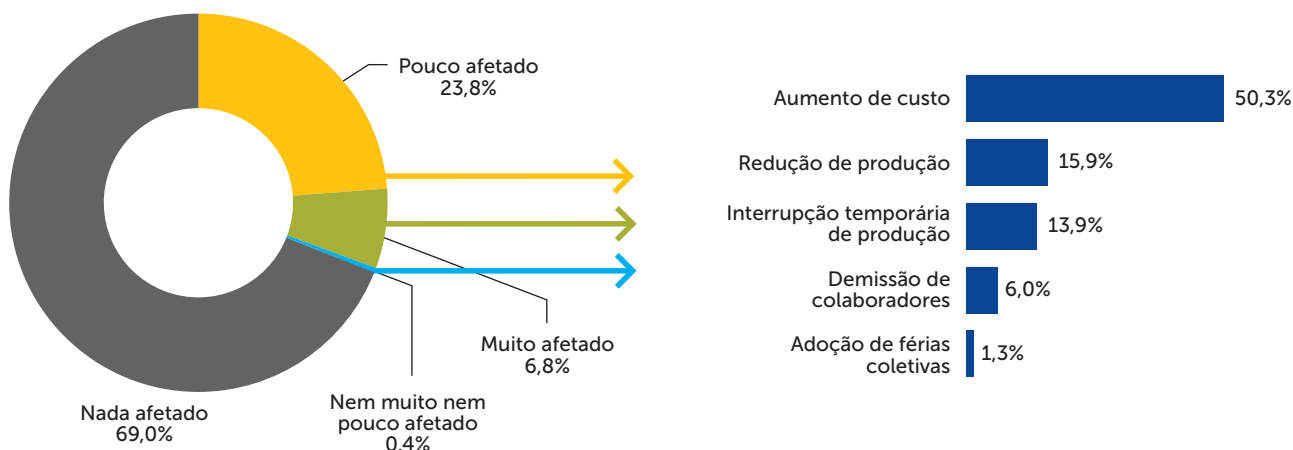 Pouco afetado
23,8%
Muito afetado
6,8%
Nem muito nem
pouco afetado
0,4%
Nada afetado
69,0%
Aumento de custo
50,3%
Redução de produção
15,9%
Interrupção temporária
de produção
13,9%
Demissão de
colaboradores
6,0%
Adoção de férias
coletivas
1,3%